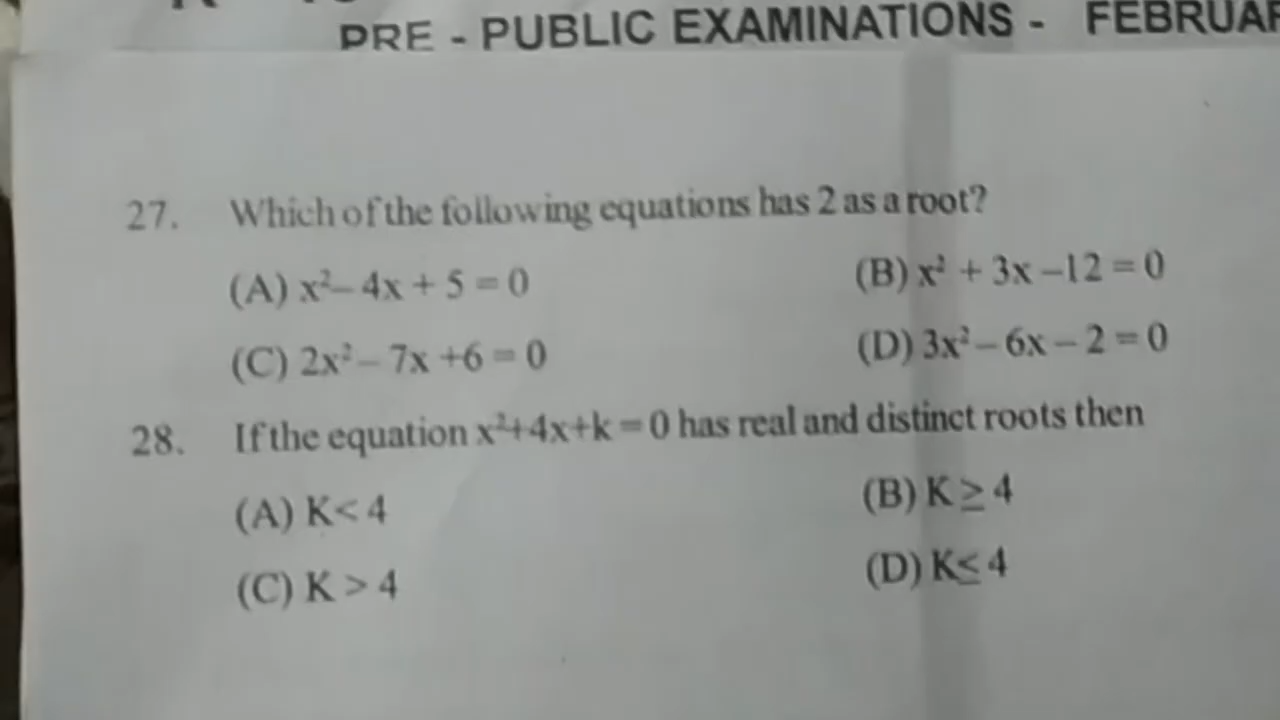 PRE - PUBLIC EXAMINATIONS -
27. Which of the following equations has 2 as a root?
(A) x²– 4x + 5 = 0 (B) x² + 3x –12 = 0
(C) 2x² – 7x +6 = 0 (D) 3x² – 6x – 2 = 0
28. If the equation x²+4x+k = 0 has real and distinct roots then
(A) K< 4 (B) K ≥ 4
(C) K > 4 (D) K≤ 4